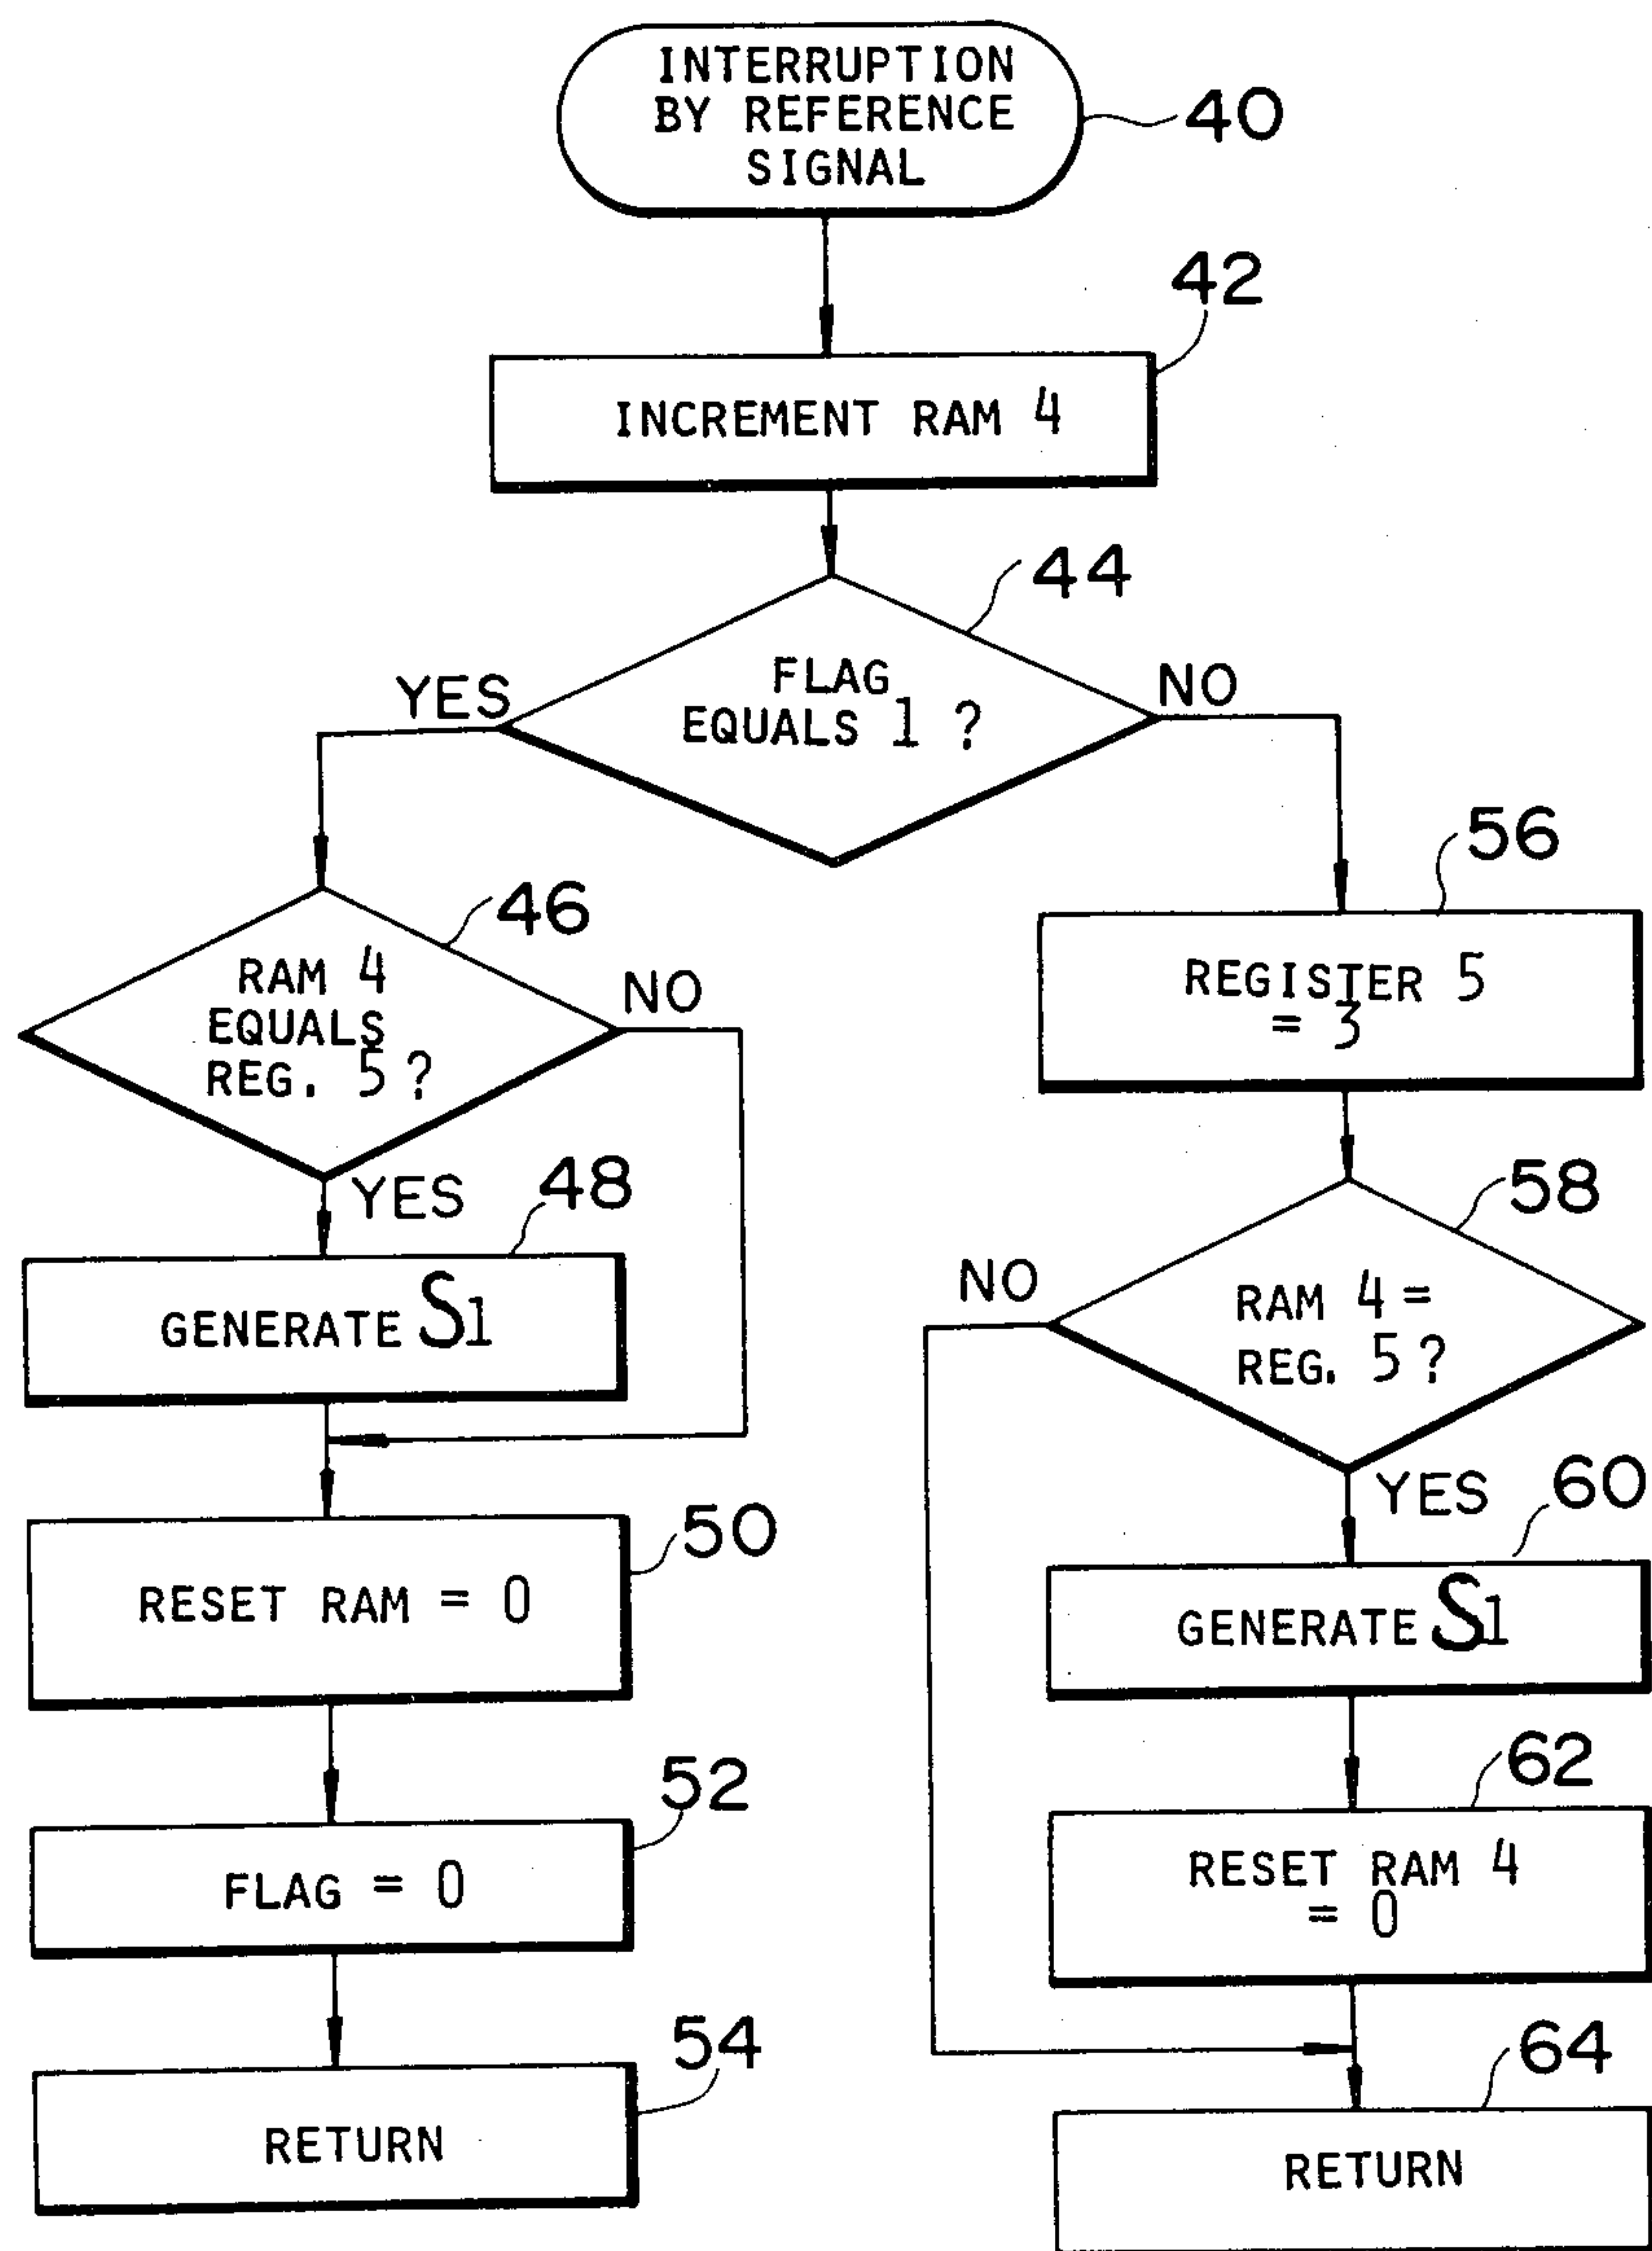 INTERRUPTION
BY REFERENCE
SIGNAL
40
42
INCREMENT RAM 4
44
FLAG
EQUALS 1 ?
YES
NO
46
RAM 4
EQUALS
REG. 5 ?
NO
YES
48
GENERATE S1
50
RESET RAM = 0
52
FLAG = 0
54
RETURN
56
REGISTER 5
= 3
58
RAM 4 =
REG. 5 ?
NO
YES
60
GENERATE S1
62
RESET RAM 4
= 0
64
RETURN